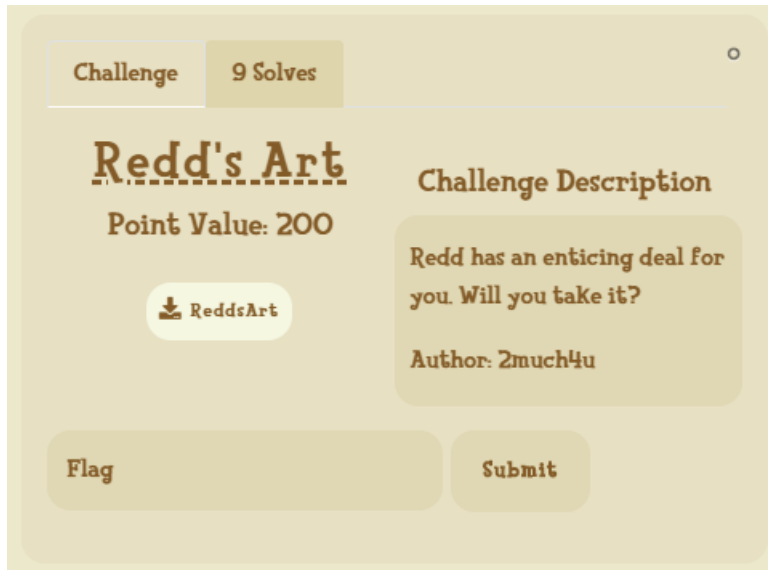 Challenge
9 Solves
Redd's Art
Point Value: 200
ReddsArt
Challenge Description
Redd has an enticing deal for
you. Will you take it?
Author: 2much4u
Flag
Submit